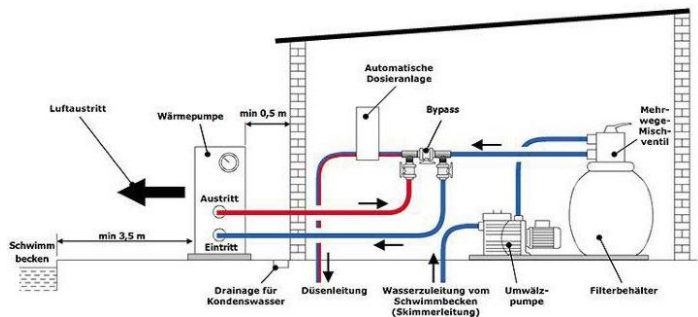 Automatische
Dosieranlage
min 0,5 m
Luftaustritt
Wärmepumpe
Bypass
Mehr-
wege-
Misch-
ventil
Austritt
Eintritt
min 3,5 m
Schwimm
becken
Drainage für
Kondenswasser
Düsenleitung
Wasserzuleitung vom
Schwimmbecken
(Skimmerleitung)
Umwälz-
pumpe
Filterbehälter